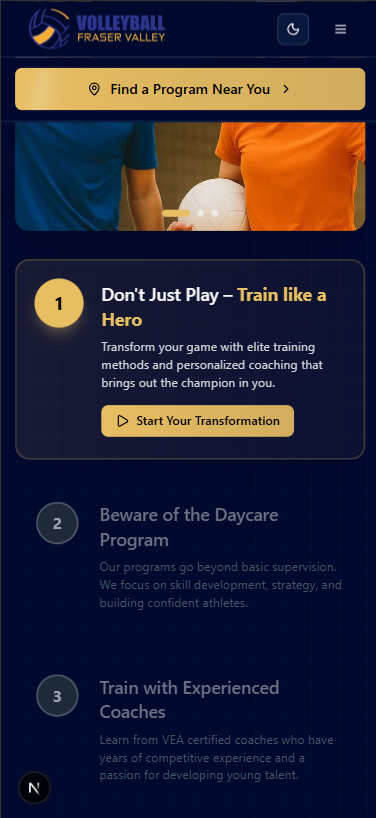 VOLLEYBALL
FRASER VALLEY
Find a Program Near You
1
Don't Just Play – Train like a
Hero
Transform your game with elite training
methods and personalized coaching that
brings out the champion in you.
Start Your Transformation
2
Beware of the Daycare
Program
Our programs go beyond basic supervision.
We focus on skill development, strategy, and
building confident athletes.
3
Train with Experienced
Coaches
Learn from VEA certified coaches who have
years of competitive experience and a
passion for developing young talent.
N